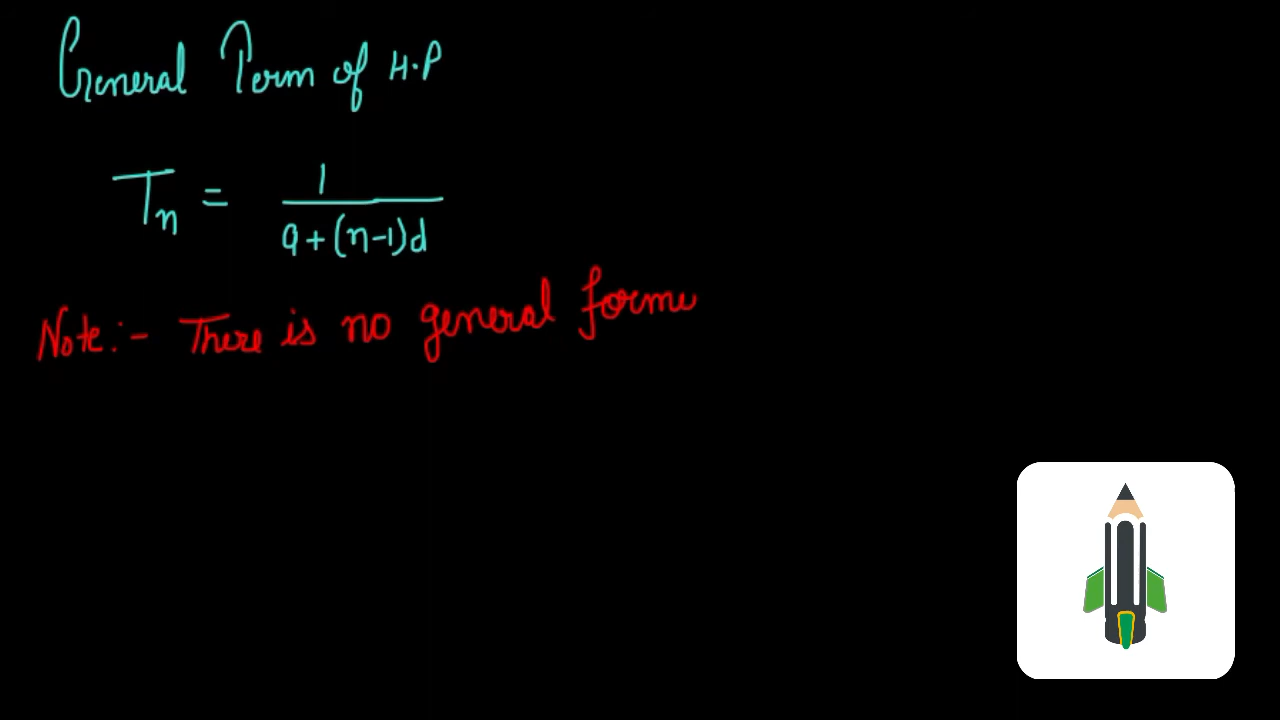 General Term of H.P
Tn = 1 / a+(n-1)d
Note:- There is no general formu